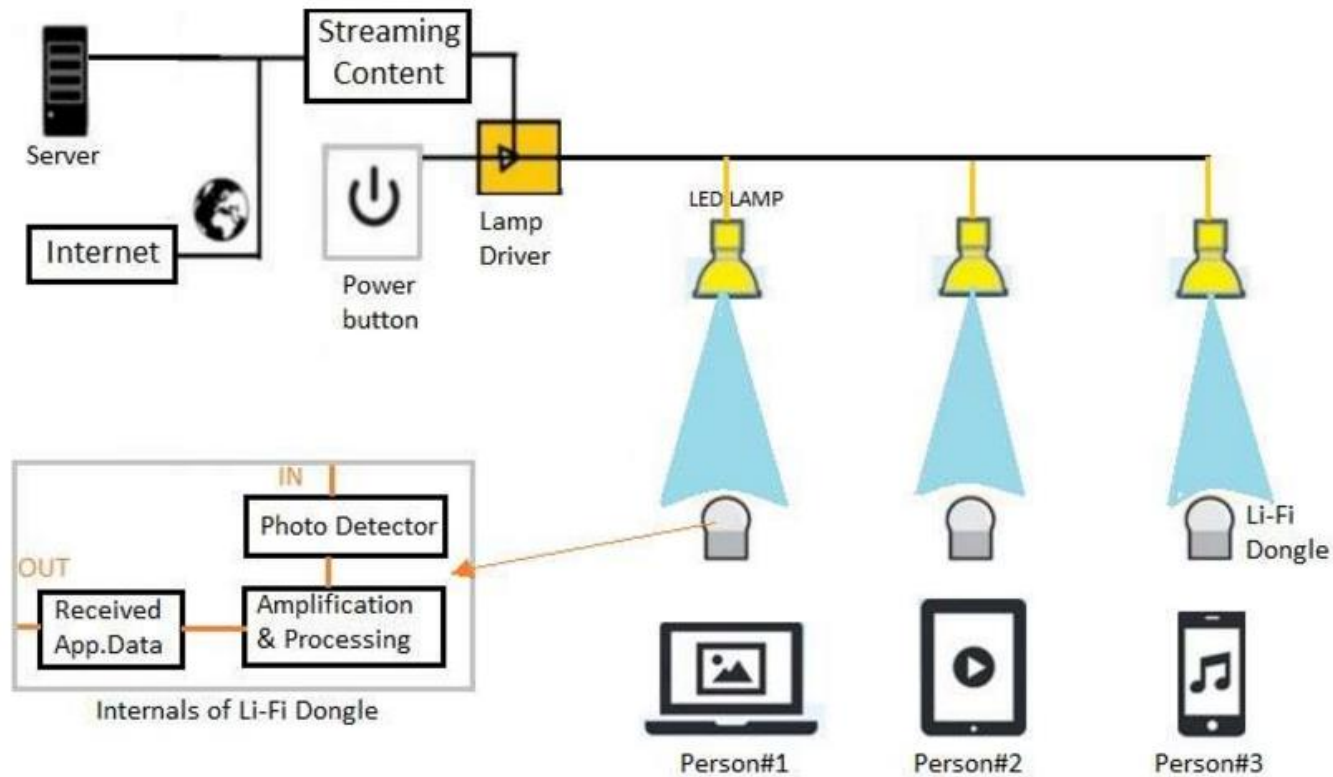 Streaming
Content
Server
Internet
Power
button
Lamp
Driver
LED LAMP
Li-Fi
Dongle
IN
Photo Detector
OUT
Received
App.Data
Amplification
& Processing
Internals of Li-Fi Dongle
Person#1
Person#2
Person#3